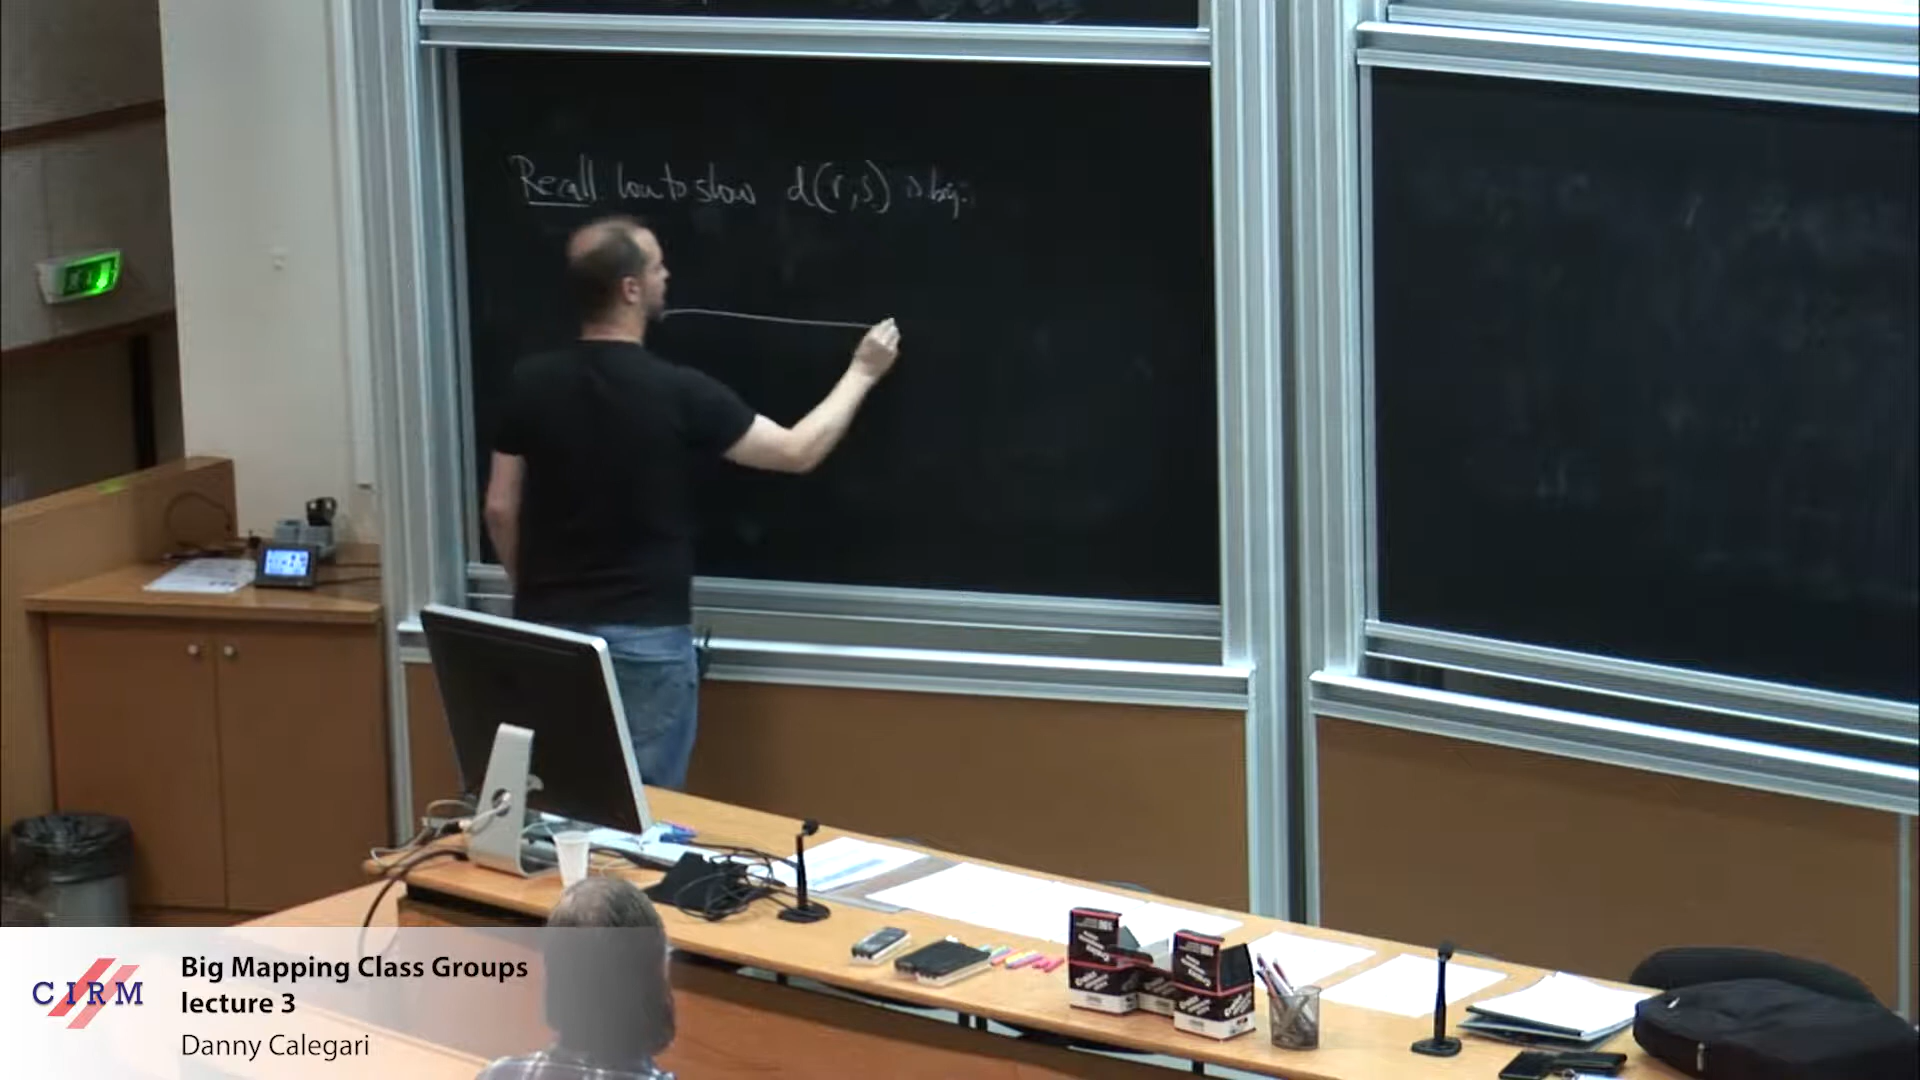 Recall how to show d(r,s) is big:
CIRM
Big Mapping Class Groups
lecture 3
Danny Calegari